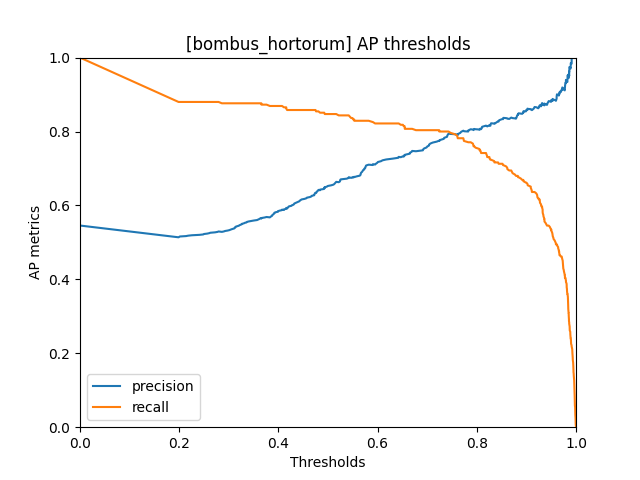 [bombus_hortorum] AP thresholds
1.0
0.8
0.6
0.4
0.2
0.0
AP metrics
precision
recall
0.0 0.2 0.4 0.6 0.8 1.0
Thresholds